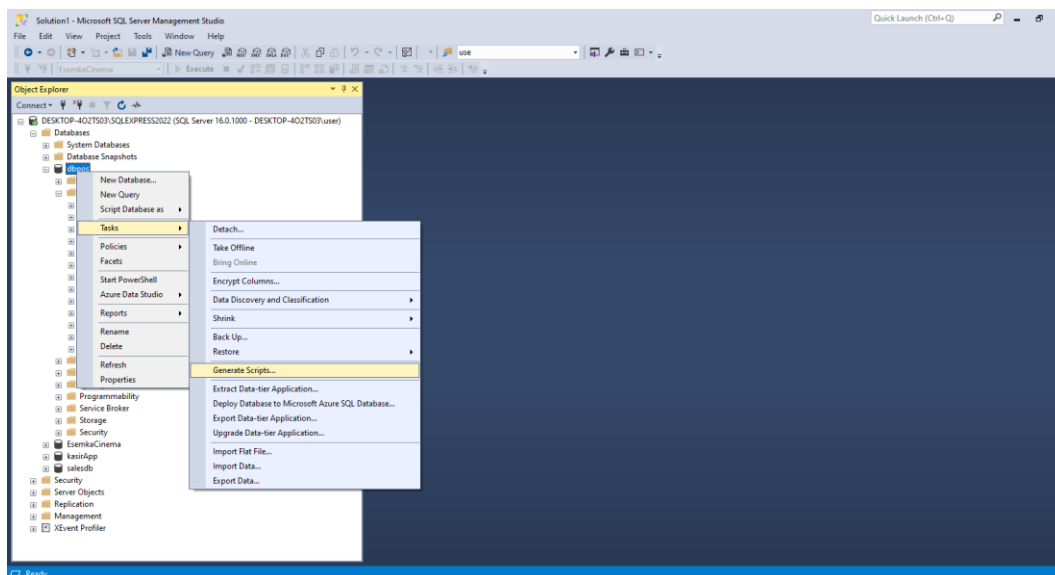 Solution1 - Microsoft SQL Server Management Studio
Quick Launch (Ctrl+Q)
File Edit View Project Tools Window Help
New Query
use
EsemkaCinema
Execute
Object Explorer
Connect
DESKTOP-4O2TS03\SQLEXPRESS2022 (SQL Server 16.0.1000 - DESKTOP-4O2TS03\user)
Databases
System Databases
Database Snapshots
dbpos
New Database...
New Query
Script Database as
Tasks
Policies
Facets
Start PowerShell
Azure Data Studio
Reports
Rename
Delete
Refresh
Properties
Detach...
Take Offline
Bring Online
Encrypt Columns...
Data Discovery and Classification
Shrink
Back Up...
Restore
Generate Scripts...
Extract Data-tier Application...
Deploy Database to Microsoft Azure SQL Database...
Export Data-tier Application...
Upgrade Data-tier Application...
Import Flat File...
Import Data...
Export Data...
Programmability
Service Broker
Storage
Security
EsemkaCinema
kasirApp
salesdb
Security
Server Objects
Replication
Management
XEvent Profiler
Ready